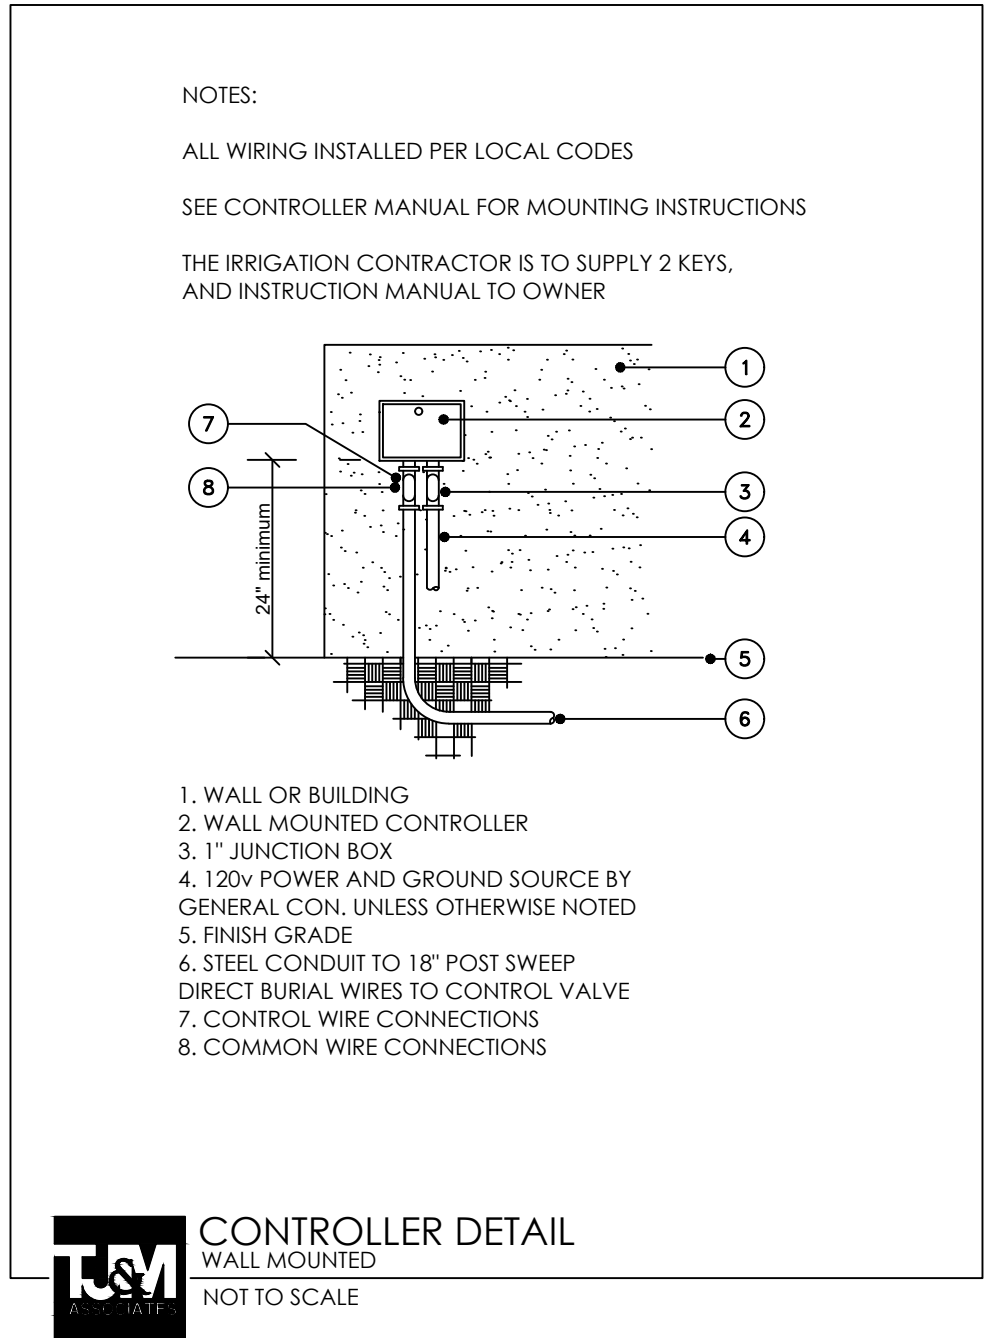 NOTES:
ALL WIRING INSTALLED PER LOCAL CODES
SEE CONTROLLER MANUAL FOR MOUNTING INSTRUCTIONS
THE IRRIGATION CONTRACTOR IS TO SUPPLY 2 KEYS,
AND INSTRUCTION MANUAL TO OWNER
1
2
7
8
3
4
24" minimum
5
6
1. WALL OR BUILDING
2. WALL MOUNTED CONTROLLER
3. 1" JUNCTION BOX
4. 120v POWER AND GROUND SOURCE BY
GENERAL CON. UNLESS OTHERWISE NOTED
5. FINISH GRADE
6. STEEL CONDUIT TO 18" POST SWEEP
DIRECT BURIAL WIRES TO CONTROL VALVE
7. CONTROL WIRE CONNECTIONS
8. COMMON WIRE CONNECTIONS
TJ&M
ASSOCIATES
CONTROLLER DETAIL
WALL MOUNTED
NOT TO SCALE